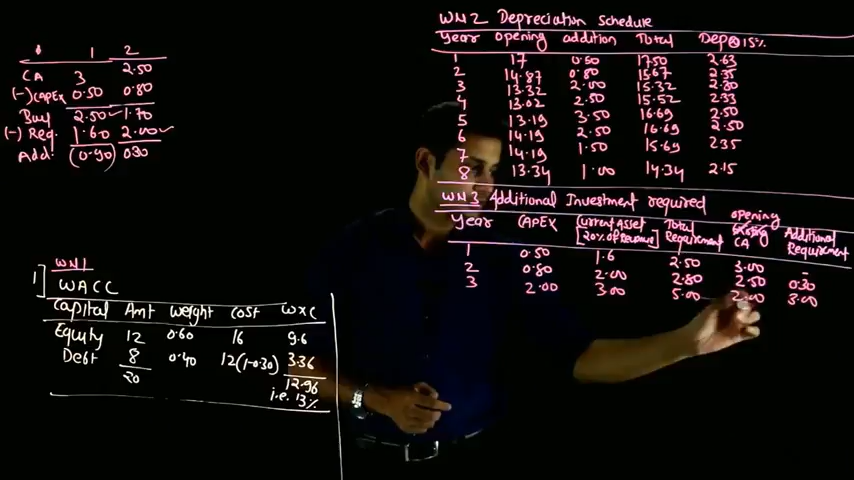 1 2
CA 3 2.50
(-) CAPEX 0.50 0.80
Buy 2.50 1.70
(-) Req. 1.60 2.00
Add. (0.90) 030
WN1
1] WACC
Capital Amt weight cost WXC
Equity 12 0.60 16 9.6
Debt 8 0.40 12(1-0.30) 3.36
20 12.96
i.e. 13%
WN2 Depreciation Schedule
Year opening addition Total Dep @ 15%
1 17 0.50 1750 2.63
2 14.87 0.80 15.67 2.35
3 13.32 2.00 15.32 2.30
4 13.02 2.50 15.52 2.33
5 13.19 3.50 16.69 2.50
6 14.19 2.50 16.69 2.50
7 14.19 1.50 15.69 235
8 13.34 1.00 14.34 2.15
WN3 Additional Investment required
Year CAPEX Current Asset [20% of Revenue] Total Requirement opening CA Additional Requirement
1 0.50 1.6 2.50 3.00 -
2 0.80 2.00 2.80 2.50 0.30
3 2.00 3.00 5.00 2.00 3.00